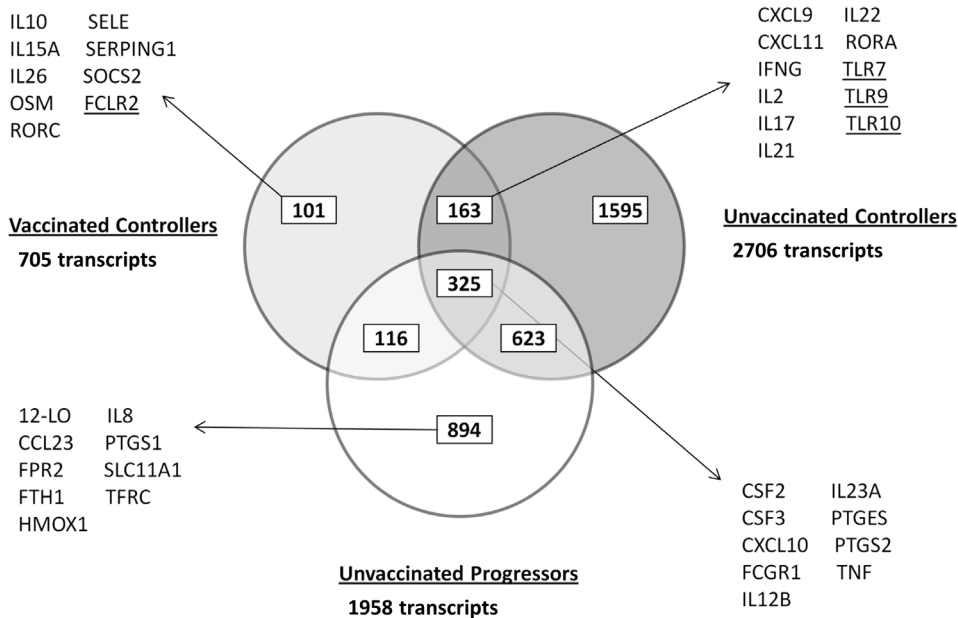 IL10 SELE
IL15A SERPING1
IL26 SOCS2
OSM FCLR2
RORC
CXCL9 IL22
CXCL11 RORA
IFNG TLR7
IL2 TLR9
IL17 TLR10
IL21
101
163
1595
Vaccinated Controllers
705 transcripts
Unvaccinated Controllers
2706 transcripts
325
116
623
894
12-LO IL8
CCL23 PTGS1
FPR2 SLC11A1
FTH1 TFRC
HMOX1
CSF2 IL23A
CSF3 PTGES
CXCL10 PTGS2
FCGR1 TNF
IL12B
Unvaccinated Progressors
1958 transcripts